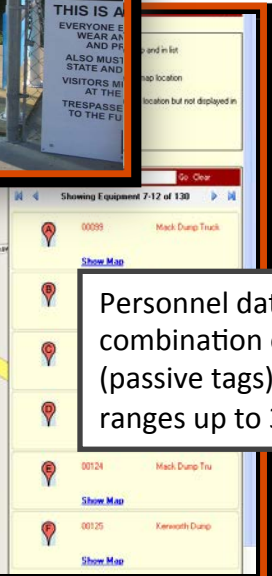 THIS IS A
EVERYONE E
WEAR AN
AND PR
ALSO MUST
STATE AND
VISITORS M
AT THE
TRESPASSE
TO THE FU
and in list
map location
location but not displayed in
Go Clear
Showing Equipment 7-12 of 130
A 00099 Mack Dump Truck
Show Map
B
C
D
Personnel dat
combination
(passive tags)
ranges up to
E 00124 Mack Dump Tru
Show Map
F 00125 Kenworth Dump
Show Map